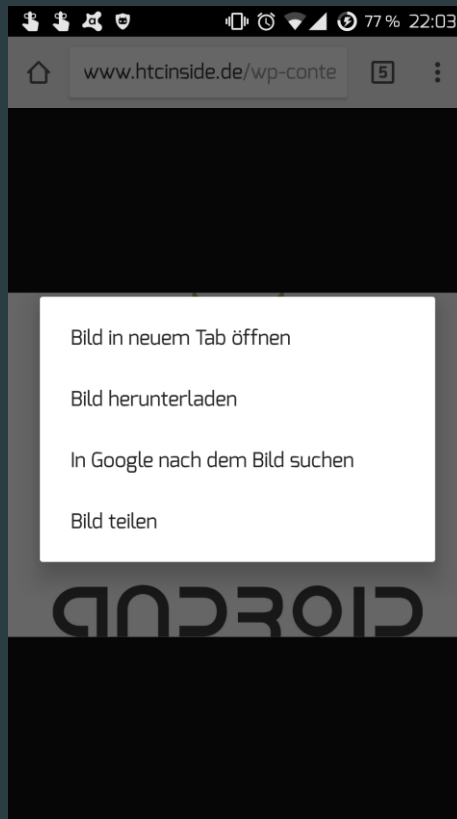 77 % 22:03
www.htcinside.de/wp-conte 5
Bild in neuem Tab öffnen
Bild herunterladen
In Google nach dem Bild suchen
Bild teilen
ANDROID